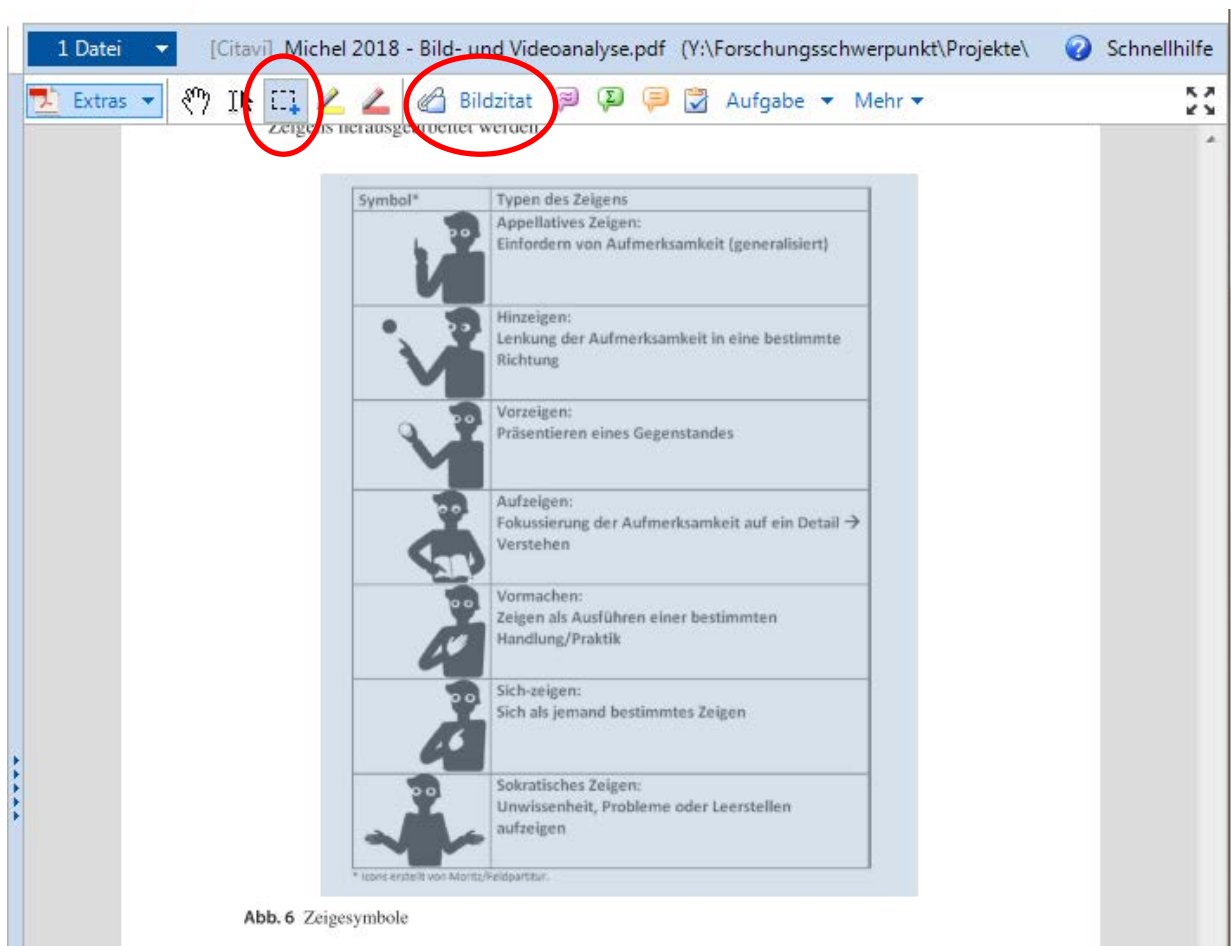 1 Datei [Citavi] Michel 2018 - Bild- und Videoanalyse.pdf (Y:\Forschungsschwerpunkt\Projekte\ Schnellhilfe
Extras Bildzitat Aufgabe Mehr
Zeigens herausgearbeitet werden
Symbol* Typen des Zeigens
Appellatives Zeigen:
Einfordern von Aufmerksamkeit (generalisiert)
Hinzeigen:
Lenkung der Aufmerksamkeit in eine bestimmte
Richtung
Vorzeigen:
Präsentieren eines Gegenstandes
Aufzeigen:
Fokussierung der Aufmerksamkeit auf ein Detail →
Verstehen
Vormachen:
Zeigen als Ausführen einer bestimmten
Handlung/Praktik
Sich-zeigen:
Sich als jemand bestimmtes Zeigen
Sokratisches Zeigen:
Unwissenheit, Probleme oder Leerstellen
aufzeigen
* Icons erstellt von Moritz/Feldpartitur.
Abb. 6 Zeigesymbole